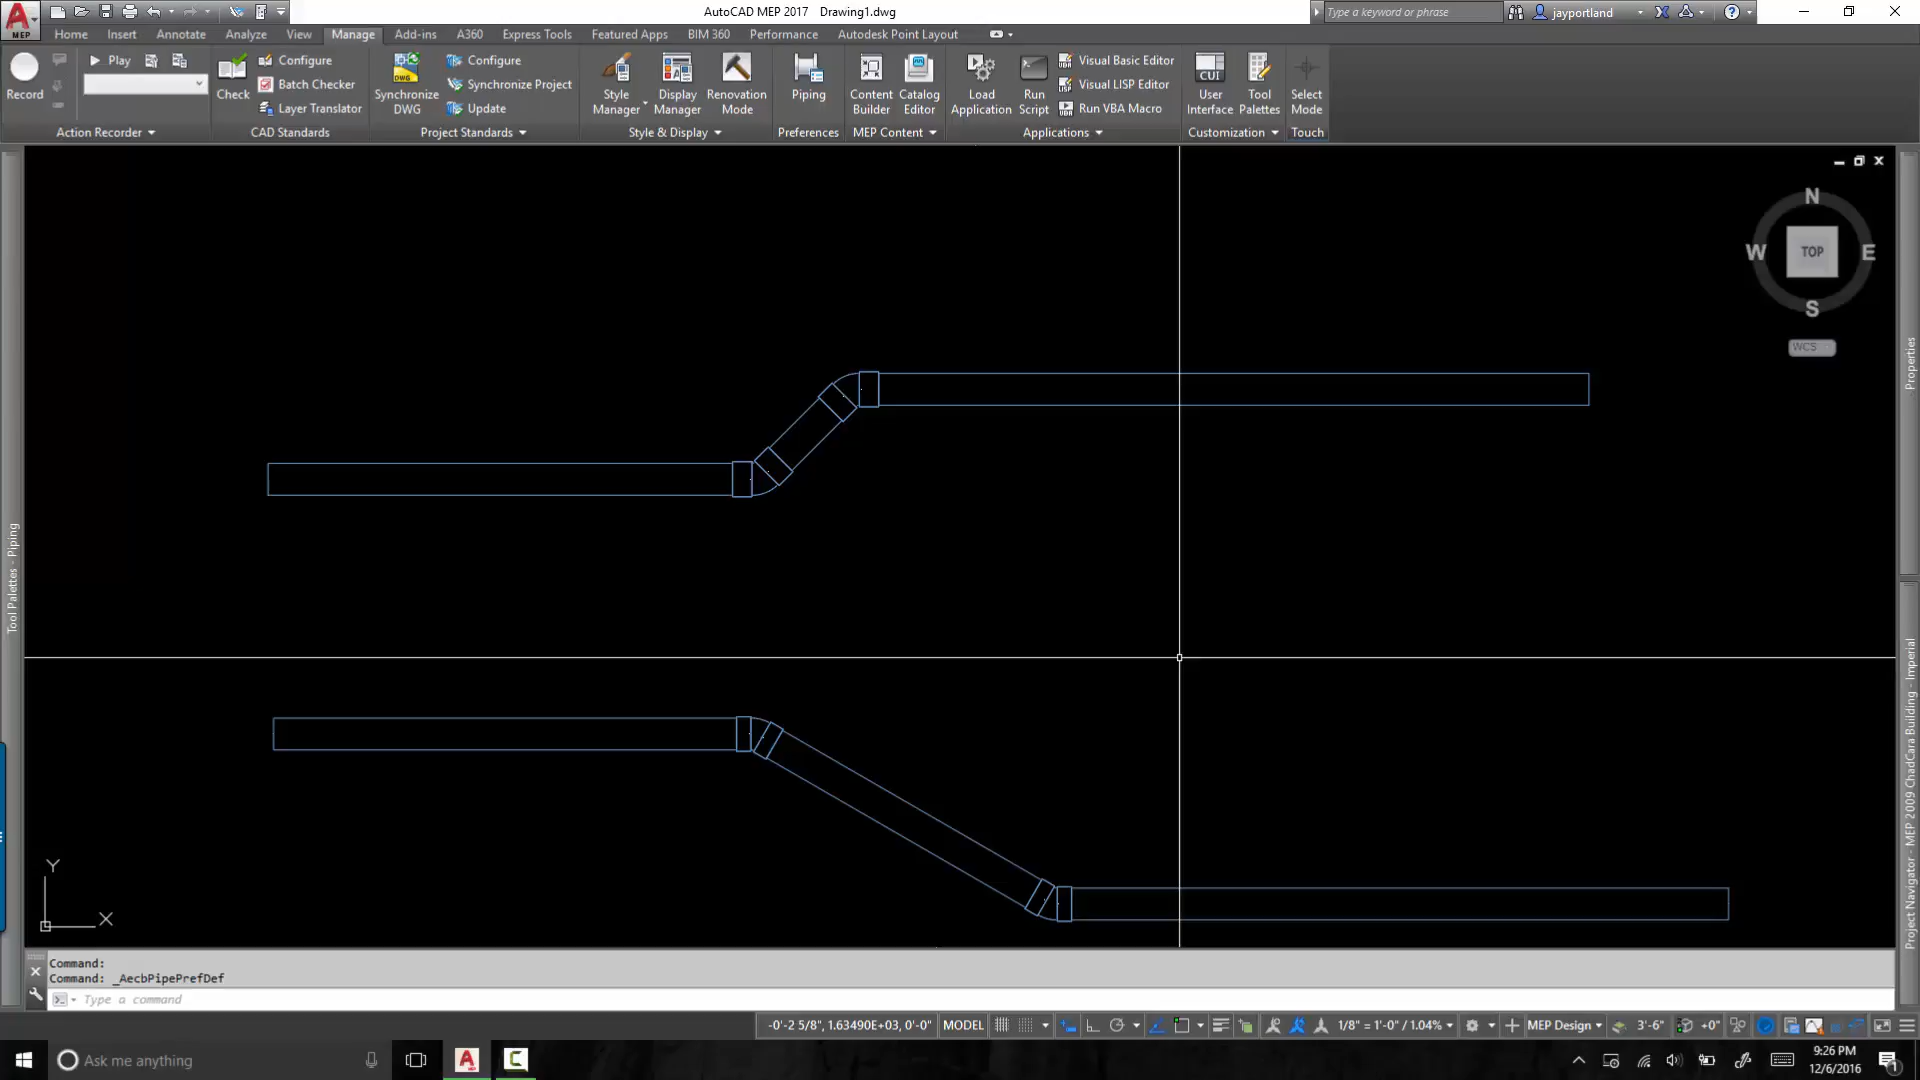 AutoCAD MEP 2017 Drawing1.dwg
Type a keyword or phrase
jayportland
MEP
Home Insert Annotate Analyze View Manage Add-ins A360 Express Tools Featured Apps BIM 360 Performance Autodesk Point Layout
Record
Play
Check
Configure
Batch Checker
Layer Translator
Synchronize
DWG
Configure
Synchronize Project
Update
Style
Manager
Display
Manager
Renovation
Mode
Piping
Content
Builder
Catalog
Editor
Load
Application
Run
Script
Visual Basic Editor
Visual LISP Editor
Run VBA Macro
CUI
User
Interface
Tool
Palettes
Select
Mode
Action Recorder CAD Standards Project Standards Style & Display Preferences MEP Content Applications Customization Touch
N
W TOP E
S
WCS
Properties
Tool Palettes - Piping
Project Navigator - MEP 2009 ChadCara Building - Imperial
Y
X
Command:
Command: _AecbPipePrefDef
Type a command
-0'-2 5/8", 1.63490E+03, 0'-0" MODEL 1/8" = 1'-0" / 1.04% MEP Design 3'-6" +0"
Ask me anything
9:26 PM
12/6/2016
1